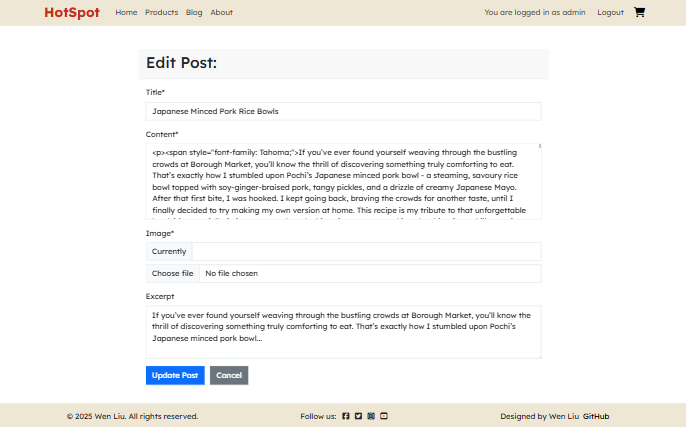 HotSpot Home Products Blog About You are logged in as admin Logout
Edit Post:
Title*
Japanese Minced Pork Rice Bowls
Content*
<p><span style="font-family: Tahoma;">If you've ever found yourself weaving through the bustling
crowds at Borough Market, you'll know the thrill of discovering something truly comforting to eat.
That's exactly how I stumbled upon Pochi's Japanese minced pork bowl - a steaming, savoury rice
bowl topped with soy-ginger-braised pork, tangy pickles, and a drizzle of creamy Japanese Mayo.
After that first bite, I was hooked. I kept going back, braving the crowds for another taste, until I
finally decided to try making my own version at home. This recipe is my tribute to that unforgettable
Image*
Currently
Choose file No file chosen
Excerpt
If you've ever found yourself weaving through the bustling crowds at Borough Market, you'll know the
thrill of discovering something truly comforting to eat. That's exactly how I stumbled upon Pochi's
Japanese minced pork bowl...
Update Post Cancel
© 2025 Wen Liu. All rights reserved. Follow us: Designed by Wen Liu GitHub